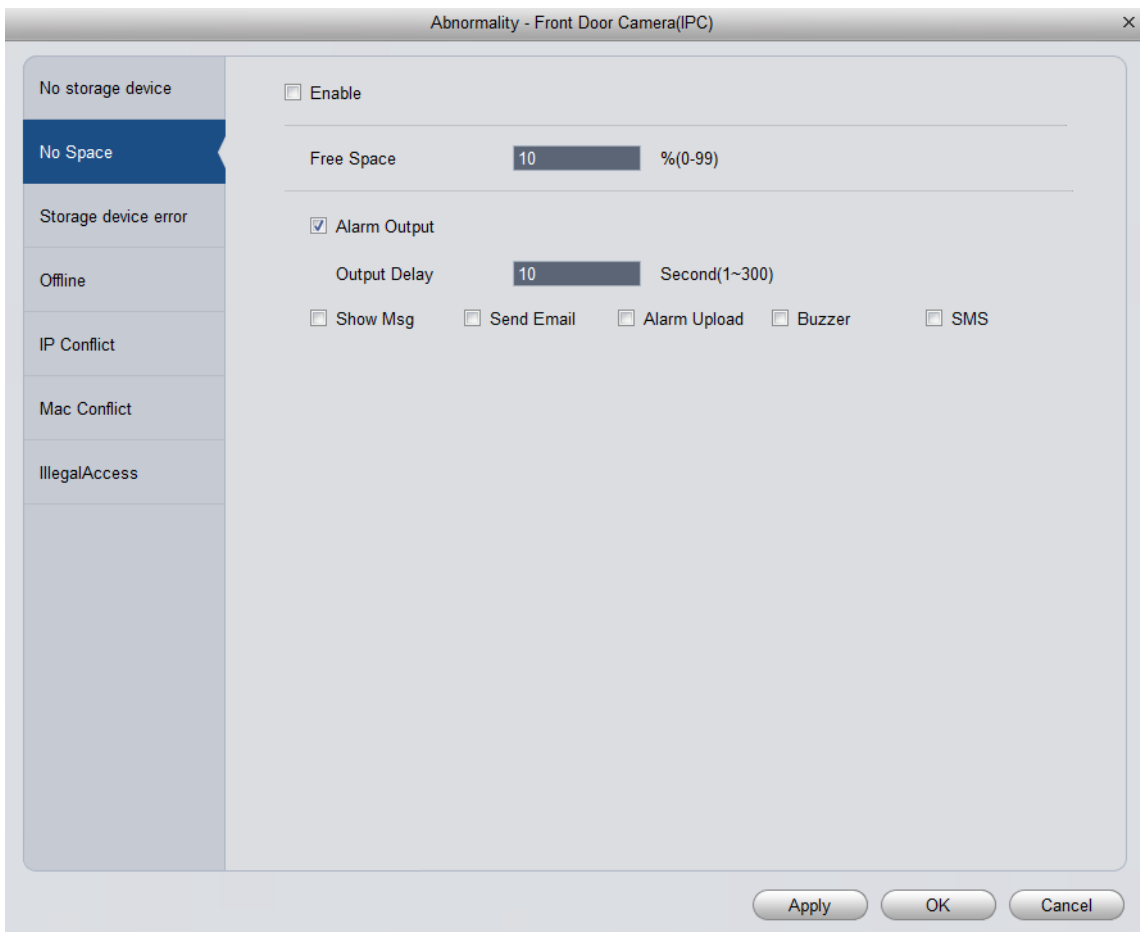 Abnormality - Front Door Camera(IPC)
No storage device
No Space
Storage device error
Offline
IP Conflict
Mac Conflict
IllegalAccess
Enable
Free Space 10 %(0-99)
Alarm Output
Output Delay 10 Second(1~300)
Show Msg Send Email Alarm Upload Buzzer SMS
Apply OK Cancel